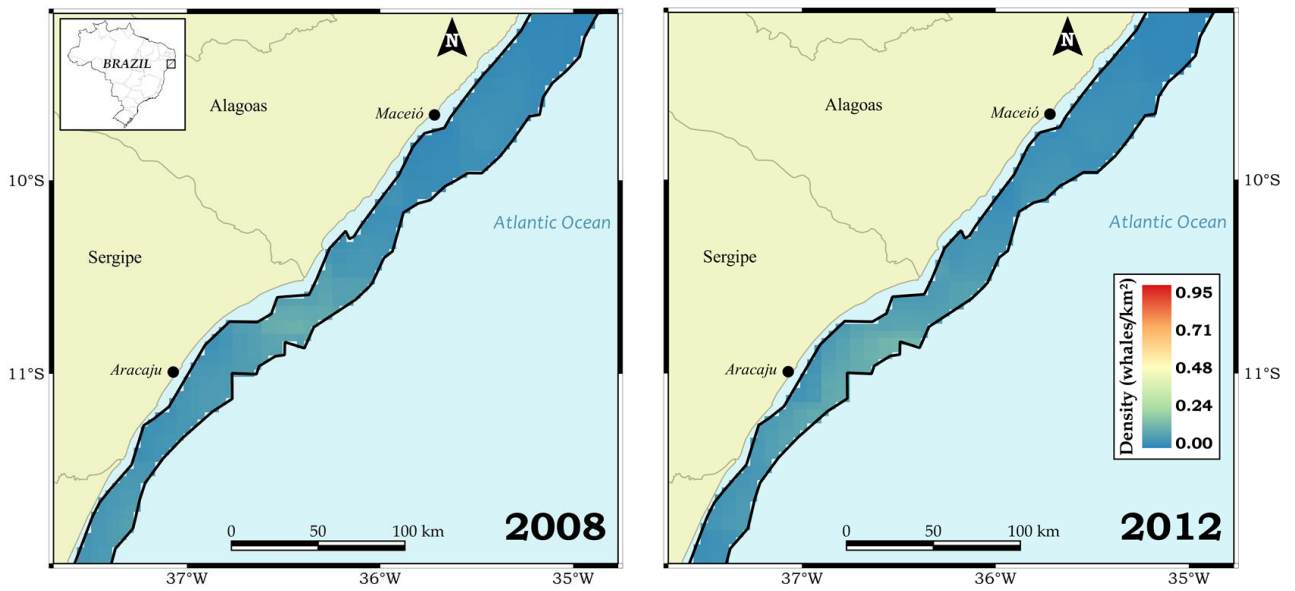 BRAZIL
N
Alagoas
Maceió
10°S
Atlantic Ocean
Sergipe
Aracaju
11°S
0 50 100 km
2008
37°W 36°W 35°W
N
Alagoas
Maceió
10°S
Atlantic Ocean
Sergipe
Density (whales/km²)
0.95
0.71
0.48
0.24
0.00
Aracaju
11°S
0 50 100 km
2012
37°W 36°W 35°W